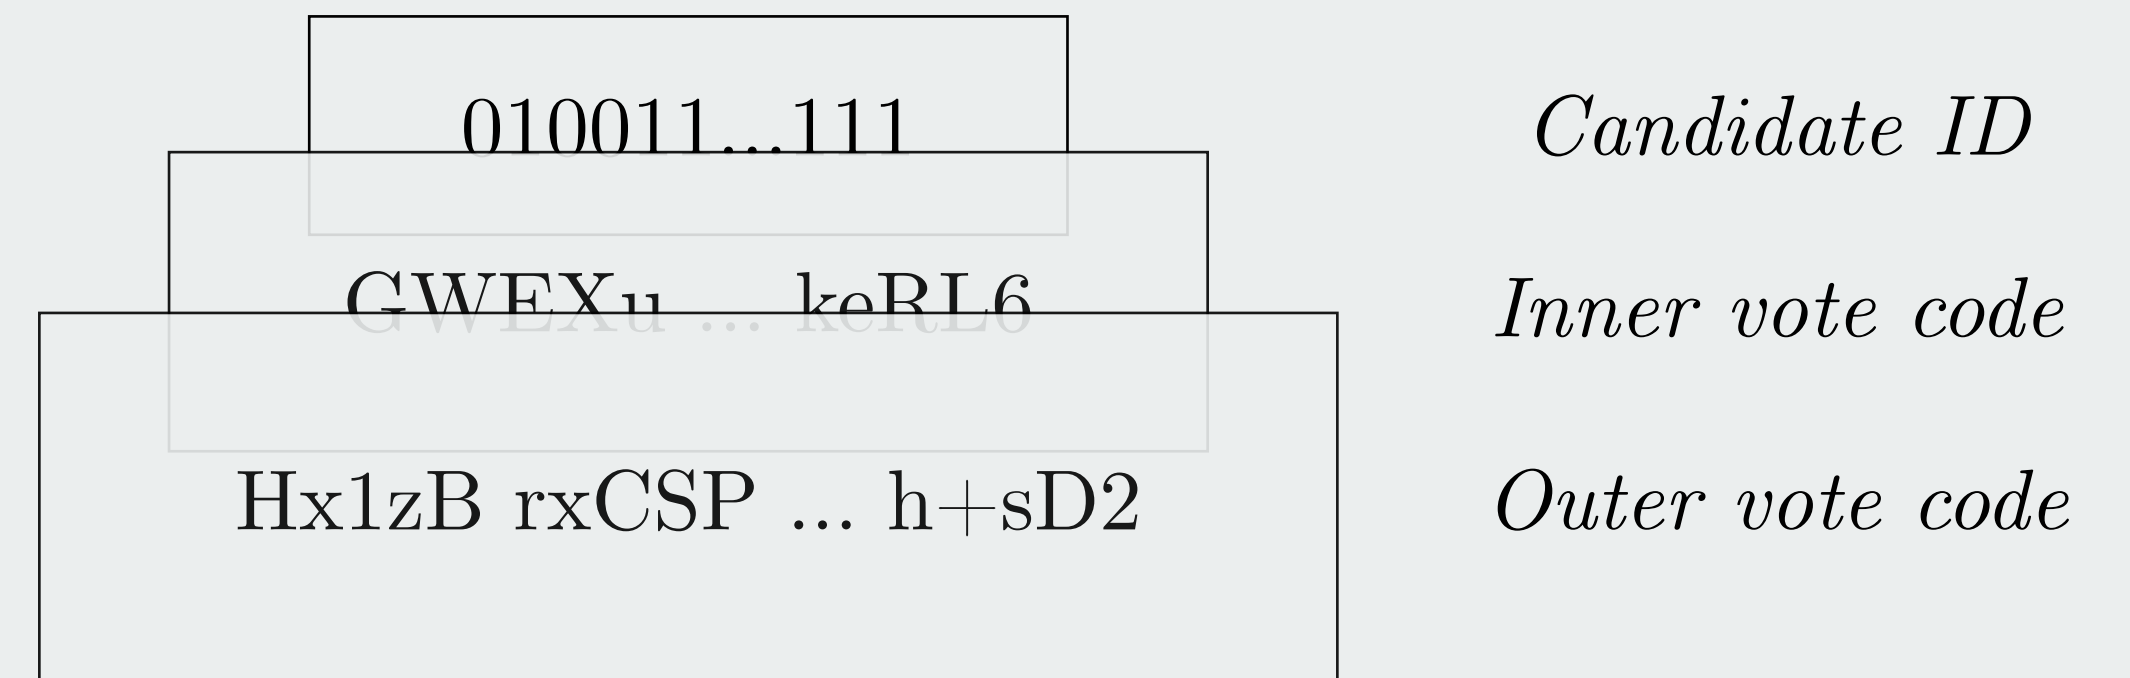 010011...111 Candidate ID
GWEXu ... keRL6 Inner vote code
Hx1zB rxCSP ... h+sD2 Outer vote code